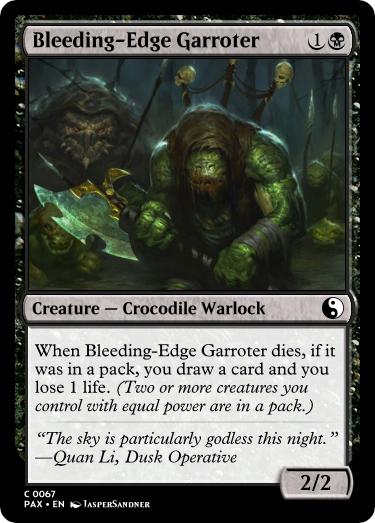 Bleeding-Edge Garroter 1
Creature — Crocodile Warlock
When Bleeding-Edge Garroter dies, if it
was in a pack, you draw a card and you
lose 1 life. (Two or more creatures you
control with equal power are in a pack.)
“The sky is particularly godless this night.”
—Quan Li, Dusk Operative
2/2
C 0067
PAX • EN JASPERSANDNER